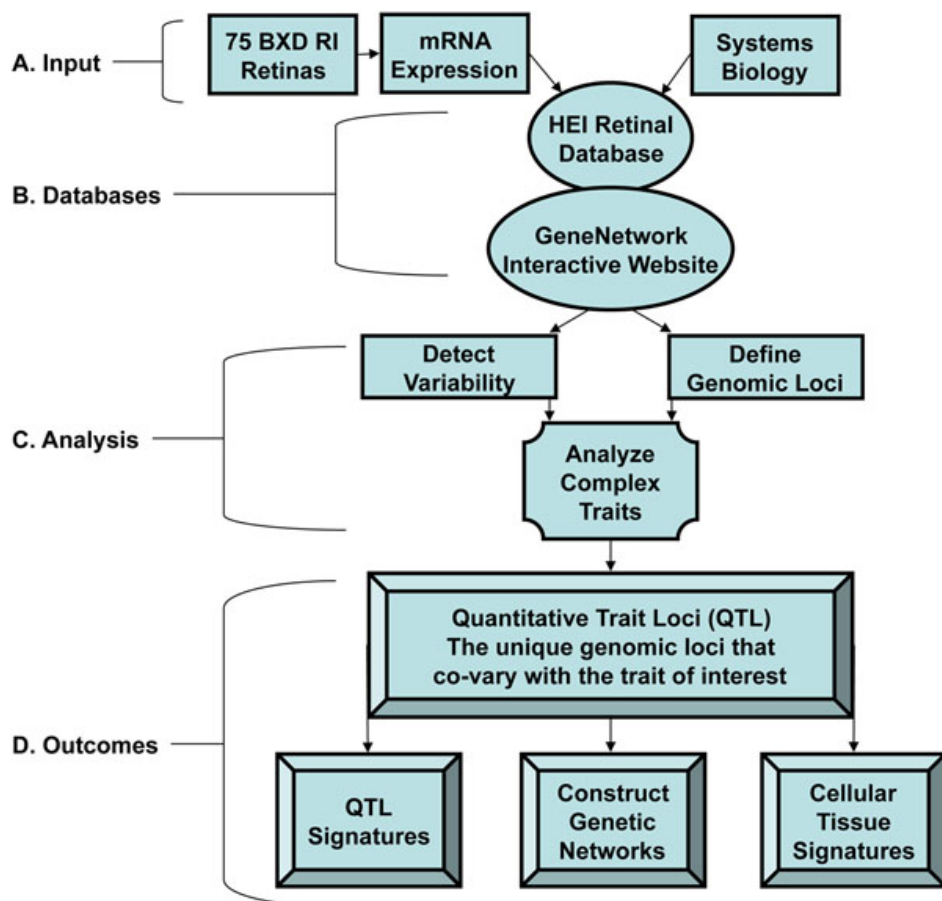 A. Input
75 BXD RI
Retinas
mRNA
Expression
Systems
Biology
B. Databases
HEI Retinal
Database
GeneNetwork
Interactive Website
C. Analysis
Detect
Variability
Define
Genomic Loci
Analyze
Complex
Traits
D. Outcomes
Quantitative Trait Loci (QTL)
The unique genomic loci that
co-vary with the trait of interest
QTL
Signatures
Construct
Genetic
Networks
Cellular
Tissue
Signatures